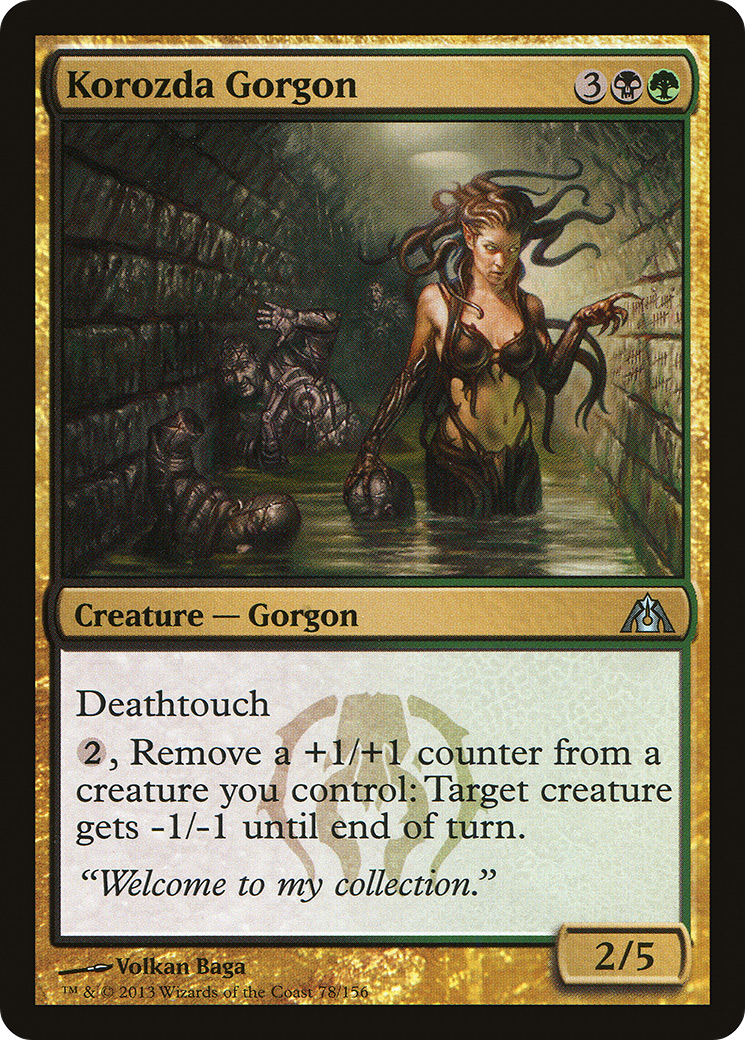 Korozda Gorgon 3
Creature — Gorgon
Deathtouch
2, Remove a +1/+1 counter from a
creature you control: Target creature
gets -1/-1 until end of turn.
“Welcome to my collection.”
2/5
Volkan Baga
™ & © 2013 Wizards of the Coast 78/156